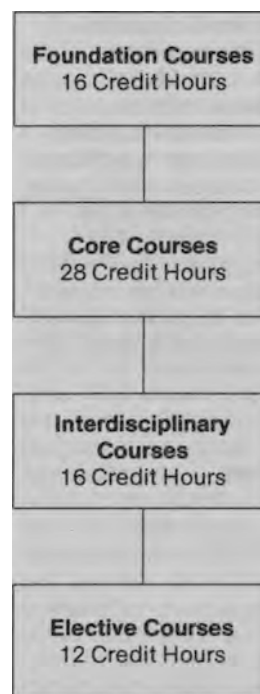 Foundation Courses
16 Credit Hours
Core Courses
28 Credit Hours
Interdisciplinary
Courses
16 Credit Hours
Elective Courses
12 Credit Hours